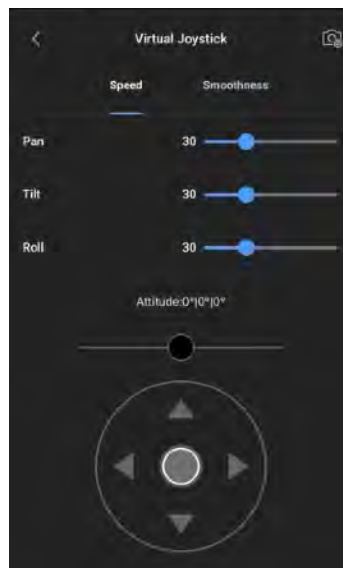 Virtual Joystick
Speed Smoothness
Pan 30
Tilt 30
Roll 30
Attitude:0°|0°|0°